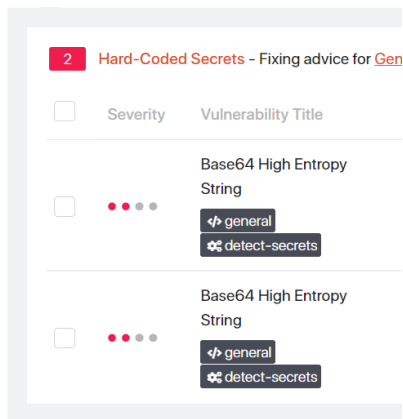 2 Hard-Coded Secrets - Fixing advice for Gen
Severity Vulnerability Title
Base64 High Entropy
String
general
detect-secrets
Base64 High Entropy
String
general
detect-secrets